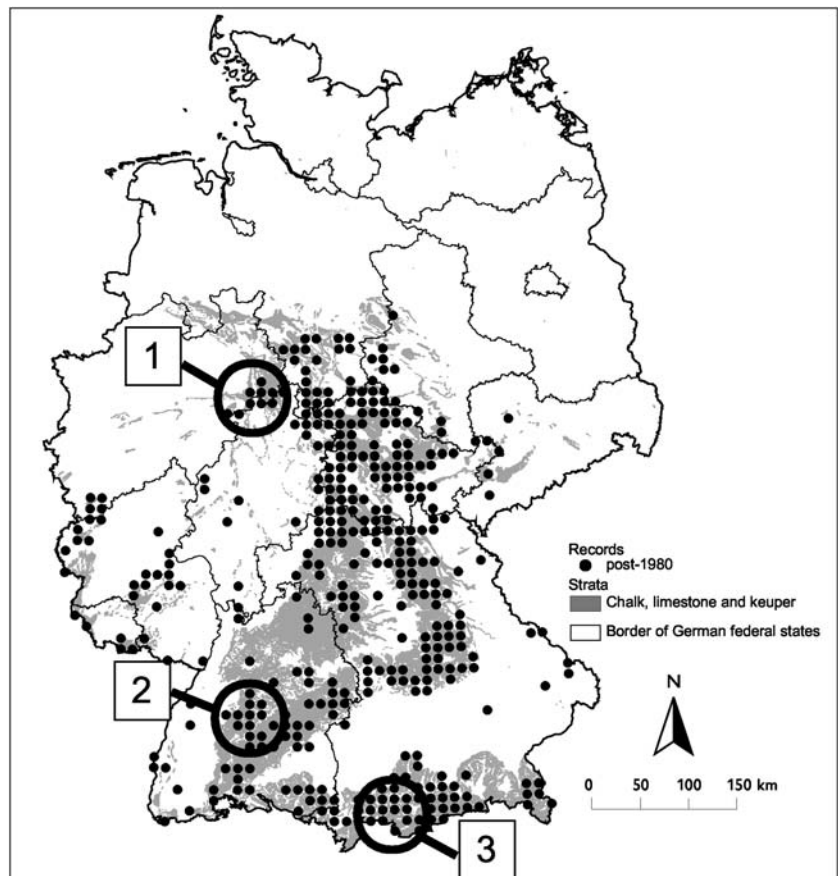 1
2
3
Records
post-1980
Strata
Chalk, limestone and keuper
Border of German federal states
N
0 50 100 150 km